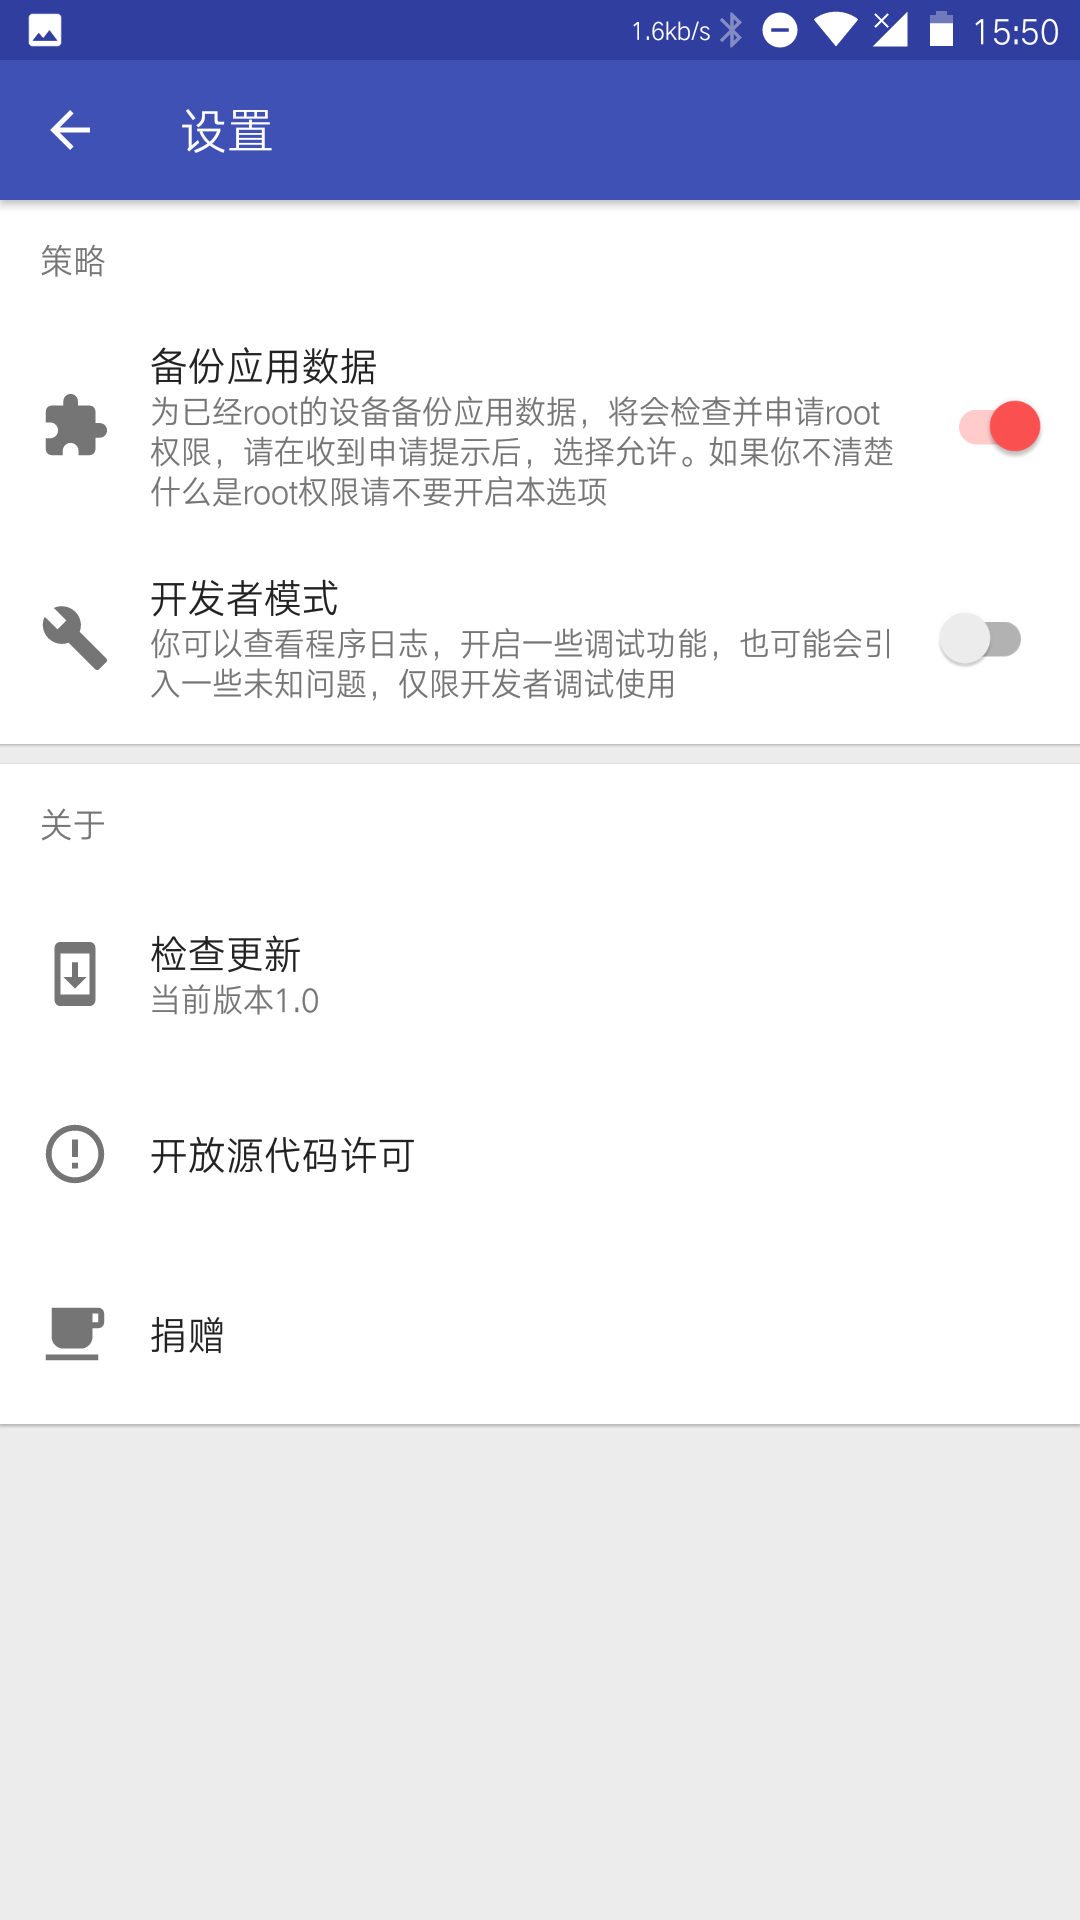 1.6kb/s 15:50
设置
策略
备份应用数据
为已经root的设备备份应用数据，将会检查并申请root
权限，请在收到申请提示后，选择允许。如果你不清楚
什么是root权限请不要开启本选项
开发者模式
你可以查看程序日志，开启一些调试功能，也可能会引
入一些未知问题，仅限开发者调试使用
关于
检查更新
当前版本1.0
开放源代码许可
捐赠